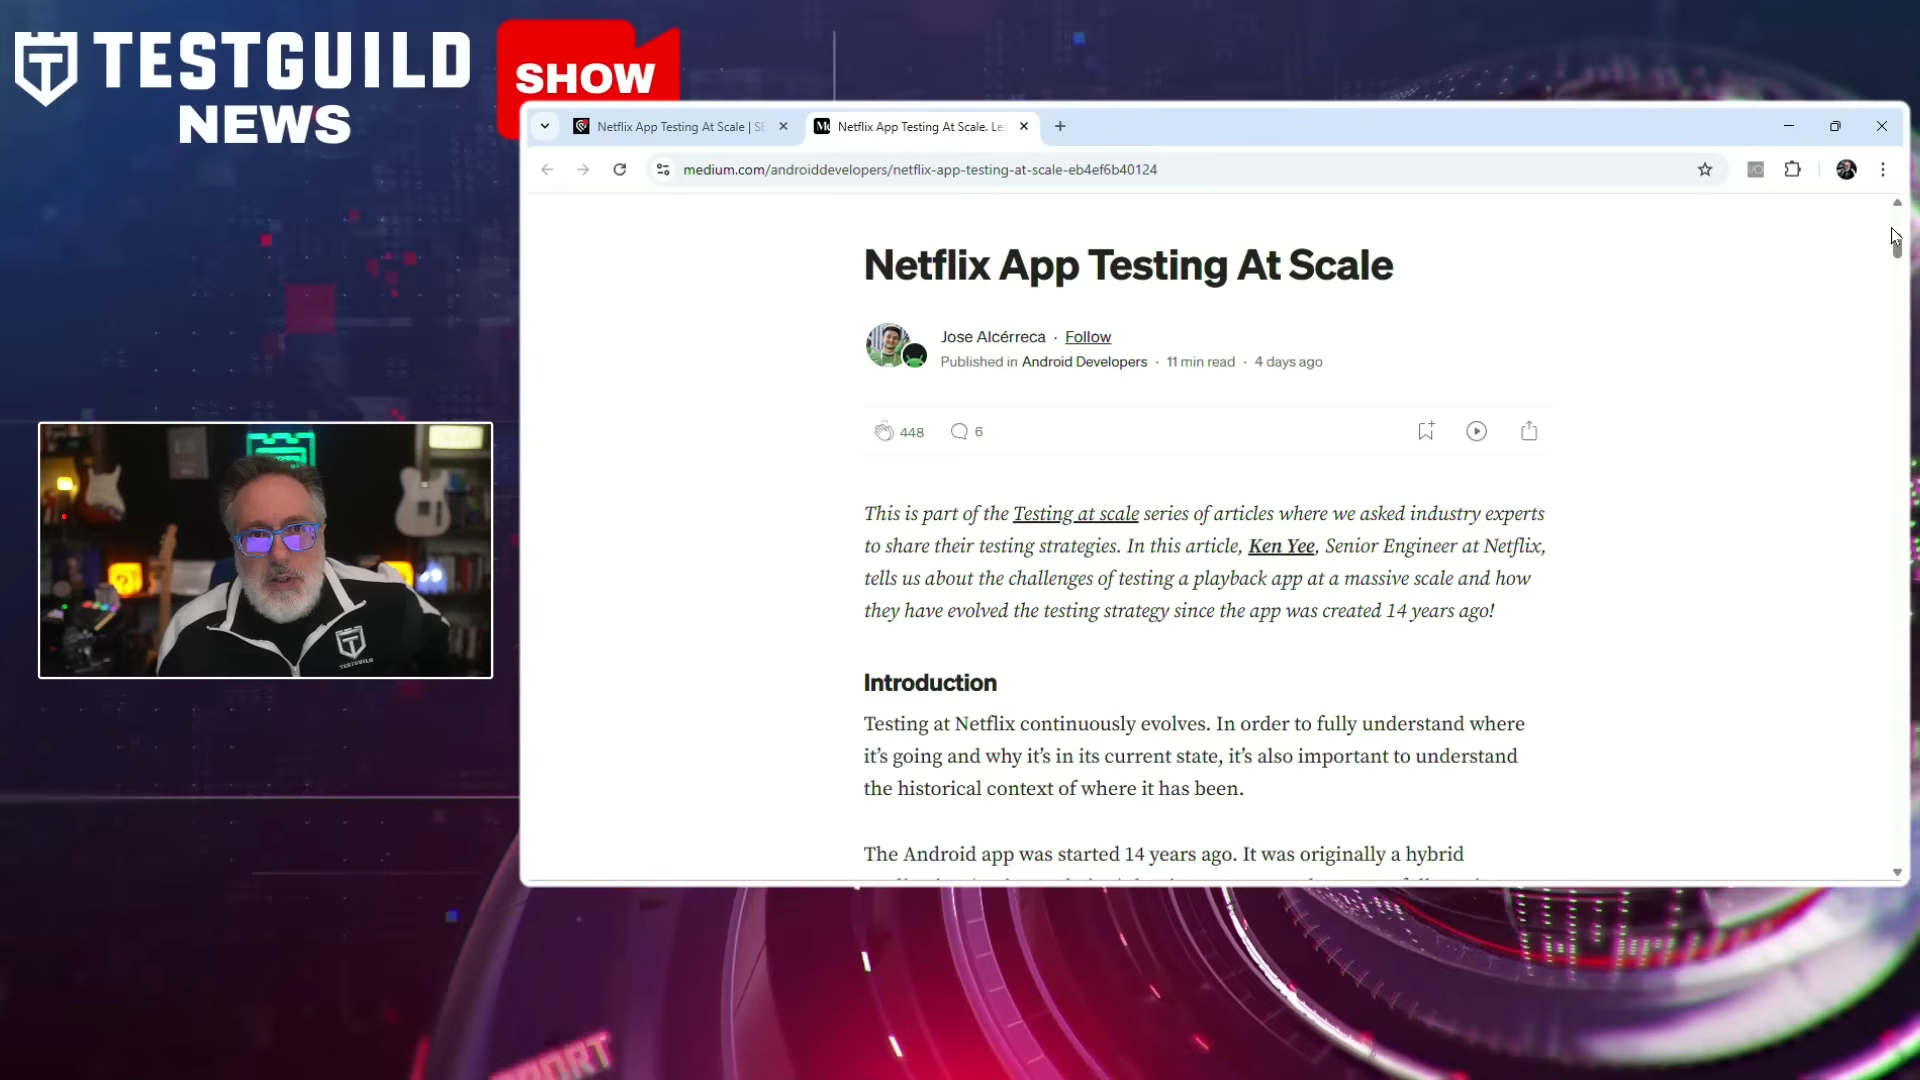 TESTGUILD
NEWS
SHOW
Netflix App Testing At Scale | SE
Netflix App Testing At Scale. Le
medium.com/androiddevelopers/netflix-app-testing-at-scale-eb4ef6b40124
Netflix App Testing At Scale
Jose Alcérreca · Follow
Published in Android Developers · 11 min read · 4 days ago
448
6
This is part of the Testing at scale series of articles where we asked industry experts
to share their testing strategies. In this article, Ken Yee, Senior Engineer at Netflix,
tells us about the challenges of testing a playback app at a massive scale and how
they have evolved the testing strategy since the app was created 14 years ago!
Introduction
Testing at Netflix continuously evolves. In order to fully understand where
it’s going and why it’s in its current state, it’s also important to understand
the historical context of where it has been.
The Android app was started 14 years ago. It was originally a hybrid
TESTGUILD